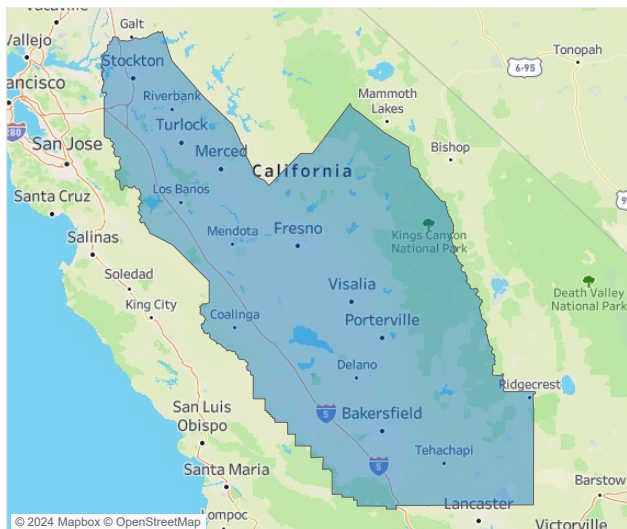 Vacaville
Galt
Vallejo
Stockton
ancisco
Riverbank
280
Turlock
San Jose
Merced
Mammoth
Lakes
6-95
Tonopah
California
Bishop
Santa Cruz
Los Banos
Salinas
Mendota
Fresno
Kings Canyon
National Park
Soledad
King City
Visalia
Death Valley
National Park
Coalinga
Porterville
Delano
Ridgecrest
San Luis
Obispo
5
Bakersfield
Santa Maria
5
Tehachapi
Barstow
Lompoc
Lancaster
Victorville
© 2024 Mapbox © OpenStreetMap